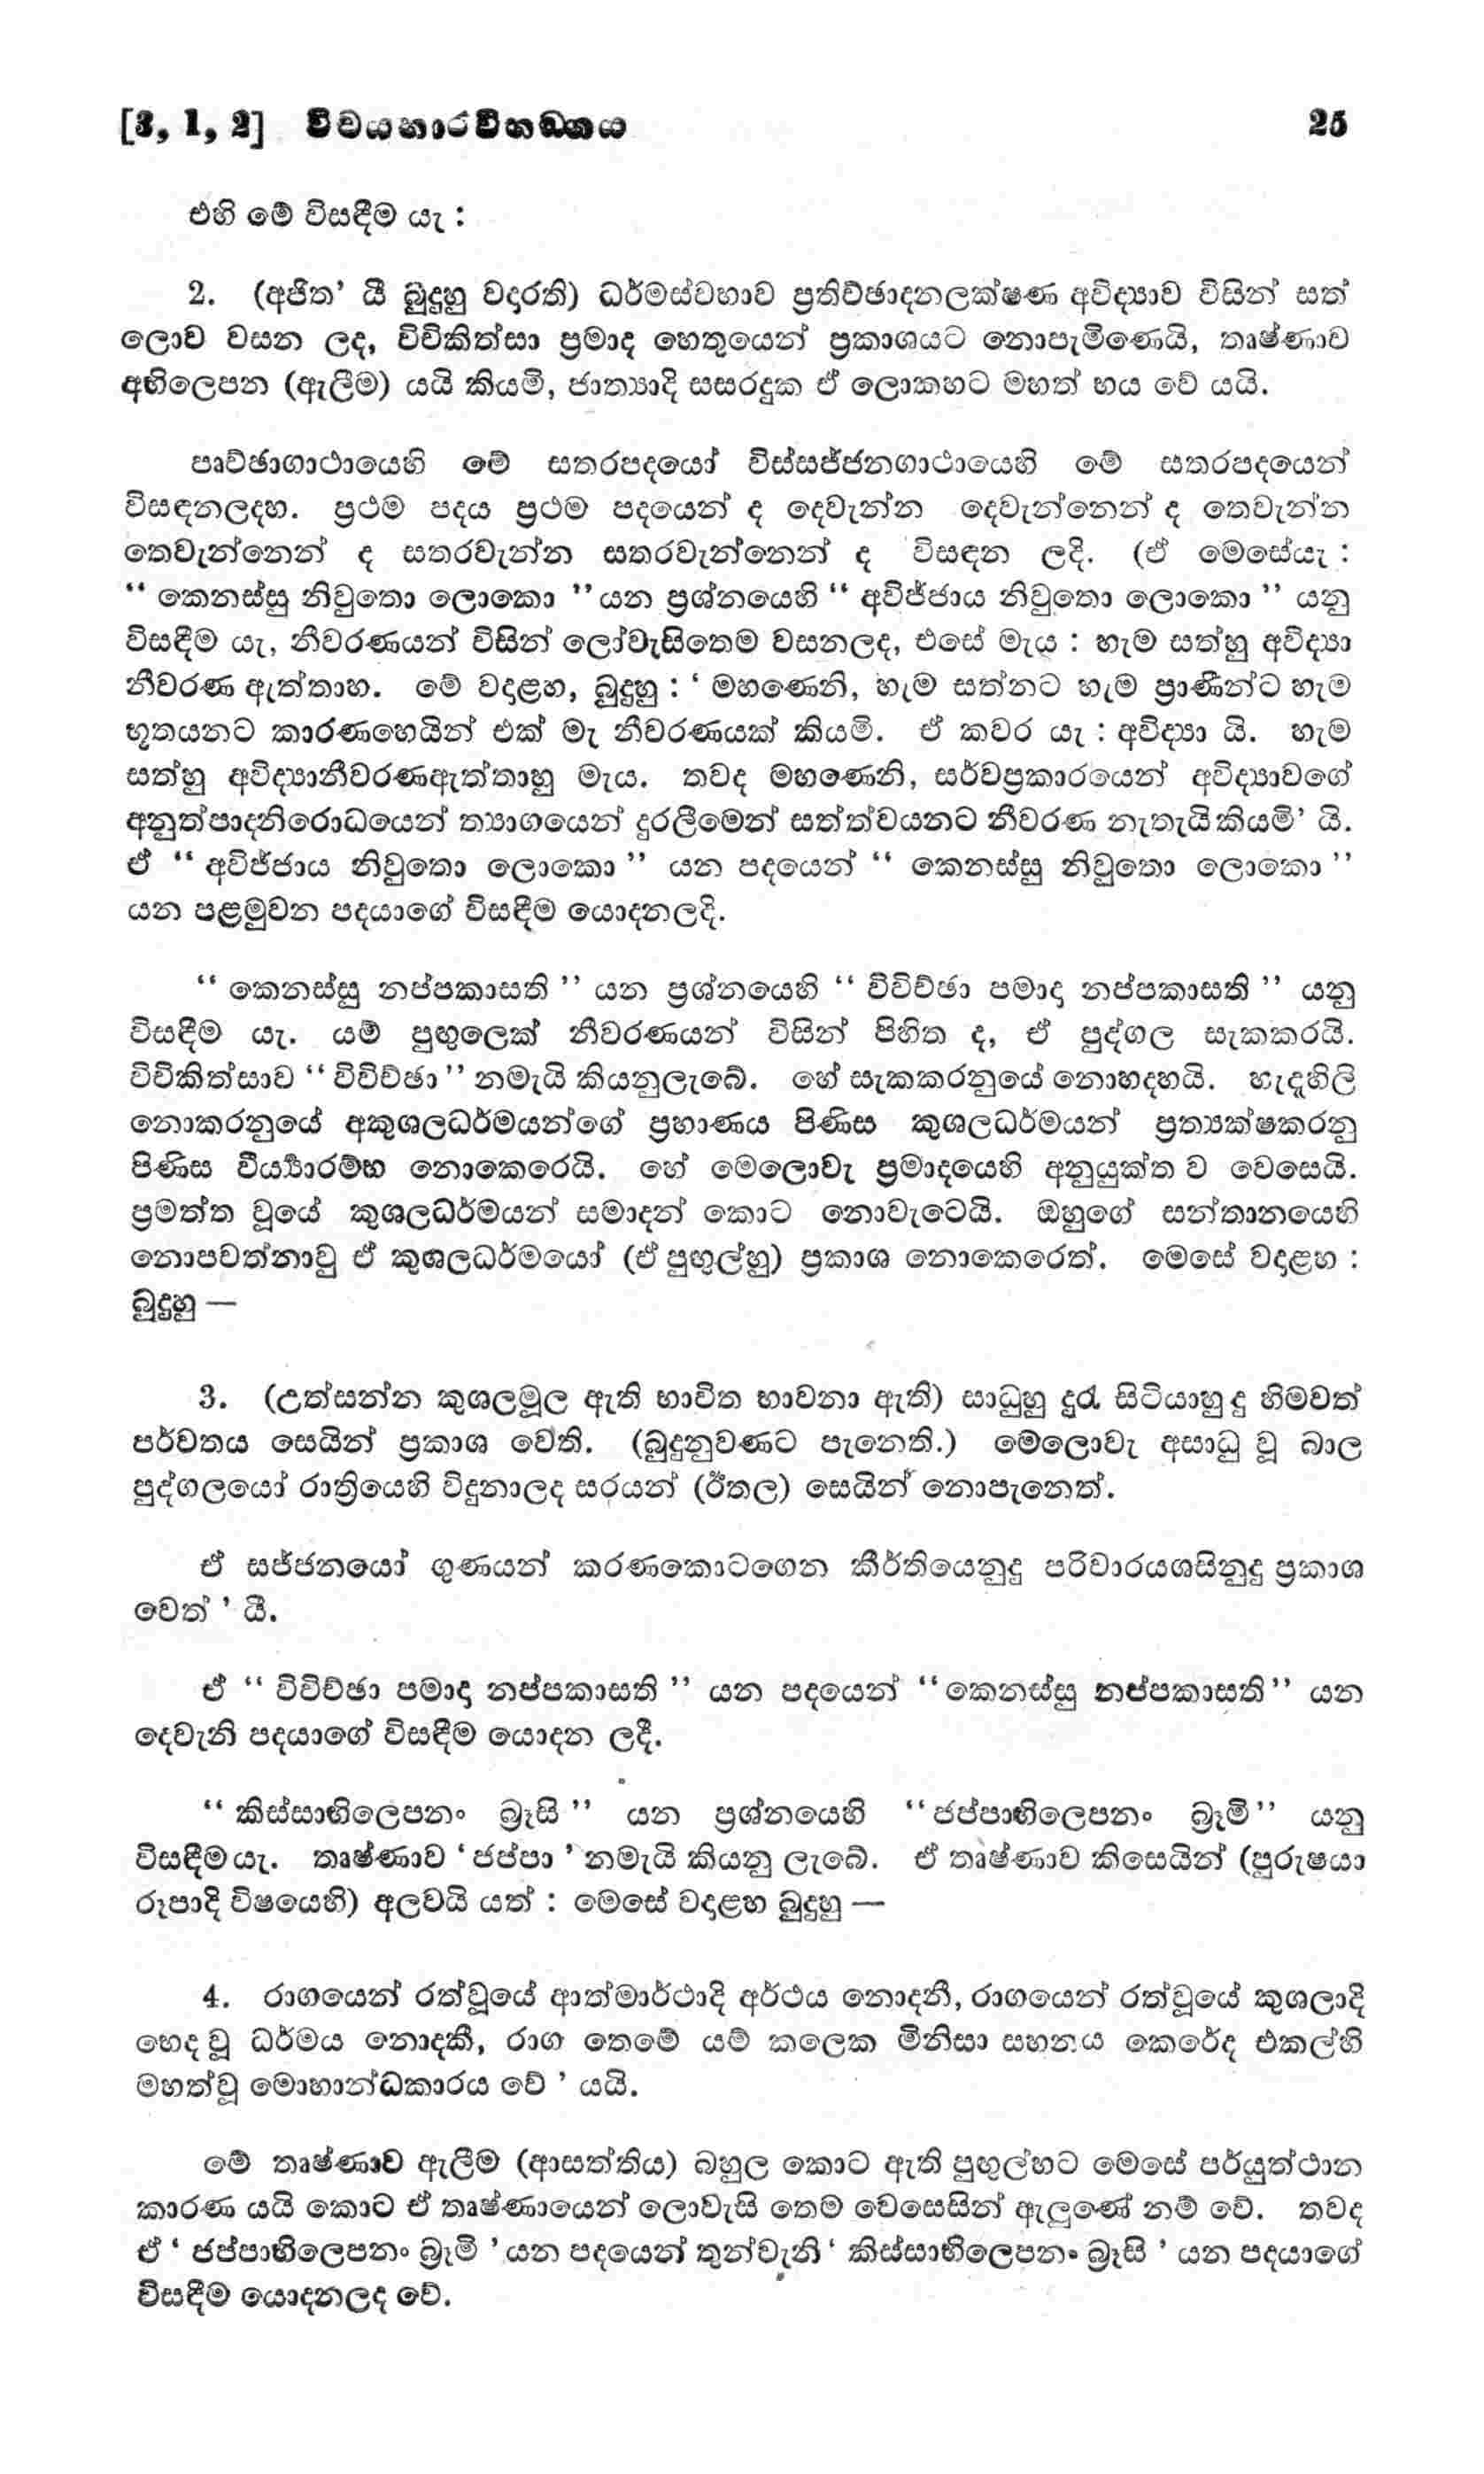 [3, 1, 2] විචයහාරවිභඞගය 25
එහි මේ විසඳීම යැ :
2. (අජිත’ යී බුදුහු වදාරති) ධර්මස්වභාව ප්‍රතිච්ඡාදනලක්ෂණ අවිද්‍යාව විසින් සත්
ලොව වසන ලද, විචිකිත්සා ප්‍රමාද හෙතුයෙන් ප්‍රකාශයට නොපැමිණෙයි, තෘෂ්ණාව
අභිලෙපන (ඇලීම) යයි කියමි, ජාත්‍යාදි සසරදුක ඒ ලොකහට මහත් භය වේ යයි.
පෘච්ඡාගාථායෙහි මේ සතරපදයෝ විස්සජ්ජනගාථායෙහි මේ සතරපදයෙන්
විසඳනලදහ. ප්‍රථම පදය ප්‍රථම පදයෙන් ද දෙවැන්න දෙවැන්නෙන් ද තෙවැන්න
තෙවැන්නෙන් ද සතරවැන්න සතරවැන්නෙන් ද විසඳන ලදි. (ඒ මෙසේයැ :
“ කෙනස්සු නිවුතො ලොකො ” යන ප්‍රශ්නයෙහි “ අවිජ්ජාය නිවුතො ලොකො ” යනු
විසඳීම යැ, නීවරණයන් විසින් ලෝවැසිතෙම වසනලද, එසේ මැය : හැම සත්හු අවිද්‍යා
නීවරණ ඇත්තාහ. මේ වදාළහ, බුදුහු : ‘ මහණෙනි, හැම සත්නට හැම ප්‍රාණීන්ට හැම
භූතයනට කාරණහෙයින් එක් මැ නීවරණයක් කියමි. ඒ කවර යැ : අවිද්‍යා යි. හැම
සත්හු අවිද්‍යානීවරණඇත්තාහු මැය. තවද මහණෙනි, සර්වප්‍රකාරයෙන් අවිද්‍යාවගේ
අනුත්පාදනිරොධයෙන් ත්‍යාගයෙන් දුරලීමෙන් සත්ත්වයනට නීවරණ නැතැයිකියමි’ යි.
ඒ “ අවිජ්ජාය නිවුතො ලොකො ” යන පදයෙන් “ කෙනස්සු නිවුතො ලොකො ”
යන පළමුවන පදයාගේ විසඳීම යොදනලදි.
“ කෙනස්සු නප්පකාසති ” යන ප්‍රශ්නයෙහි “ විවිච්ඡා පමාදා නප්පකාසති ” යනු
විසඳීම යැ. යම් පුඟුලෙක් නීවරණයන් විසින් පිහිත ද, ඒ පුද්ගල සැකකරයි.
විචිකිත්සාව “ විවිච්ඡා ” නමැයි කියනුලැබේ. හේ සැකකරනුයේ නොහදහයි. හැදෑහිලි
නොකරනුයේ අකුශලධර්මයන්ගේ ප්‍රහාණය පිණිස කුශලධර්මයන් ප්‍රත්‍යක්ෂකරනු
පිණිස වීර්‍ය්‍යාරම්භ නොකෙරෙයි. හේ මෙලොවැ ප්‍රමාදයෙහි අනුයුක්ත ව වෙසෙයි.
ප්‍රමත්ත වූයේ කුශලධර්මයන් සමාදන් කොට නොවැටෙයි. ඔහුගේ සන්තානයෙහි
නොපවත්නාවු ඒ කුශලධර්මයෝ (ඒ පුඟුල්හු) ප්‍රකාශ නොකෙරෙත්. මෙසේ වදාළහ :
බුදුහු —
3. (උත්සන්න කුශලමූල ඇති භාවිත භාවනා ඇති) සාධුහු දුරැ සිටියාහුදු හිමවත්
පර්වතය සෙයින් ප්‍රකාශ වෙති. (බුදුනුවණට පැනෙති.) මෙලොවැ අසාධු වූ බාල
පුද්ගලයෝ රාත්‍රියෙහි විදුනාලද සරයන් (ඊතල) සෙයින් නොපැනෙත්.
ඒ සජ්ජනයෝ ගුණයන් කරණකොටගෙන කීර්තියෙනුදු පරිවාරයශසිනුදු ප්‍රකාශ
වෙත් ’ යී.
ඒ “ විවිච්ඡා පමාදා නප්පකාසති ” යන පදයෙන් “ කෙනස්සු නප්පකාසති ” යන
දෙවැනි පදයාගේ විසඳීම යොදන ලදී.
“ කිස්සාභිලෙපනං බ්‍රෑසි ” යන ප්‍රශ්නයෙහි “ ජප්පාභිලෙපනං බ්‍රෑමි ” යනු
විසඳීම යැ. තෘෂ්ණාව ‘ ජප්පා ’ නමැයි කියනු ලැබේ. ඒ තෘෂ්ණාව කිසෙයින් (පුරුෂයා
රූපාදි විෂයෙහි) අලවයි යත් : මෙසේ වදාළහ බුදුහු —
4. රාගයෙන් රත්වූයේ ආත්මාර්ථාදි අර්ථය නොදනී, රාගයෙන් රත්වූයේ කුශලාදි
භෙද වූ ධර්මය නොදකී, රාග තෙමේ යම් කලෙක මිනිසා සහනය කෙරේද එකල්හි
මහත්වූ මොහාන්ධකාරය වේ ’ යයි.
මේ තෘෂ්ණාව ඇලීම (ආසත්තිය) බහුල කොට ඇති පුඟුල්හට මෙසේ පර්යුත්ථාන
කාරණ යයි කොට ඒ තෘෂ්ණායෙන් ලොවැසි තෙම වෙසෙසින් ඇලුණේ නම් වේ. තවද
ඒ ‘ ජප්පාභිලෙපනං බ්‍රෑමි ’ යන පදයෙන් තුන්වැනි ‘ කිස්සාභිලෙපනං බ්‍රෑසි ’ යන පදයාගේ
විසඳීම යොදනලද වේ.